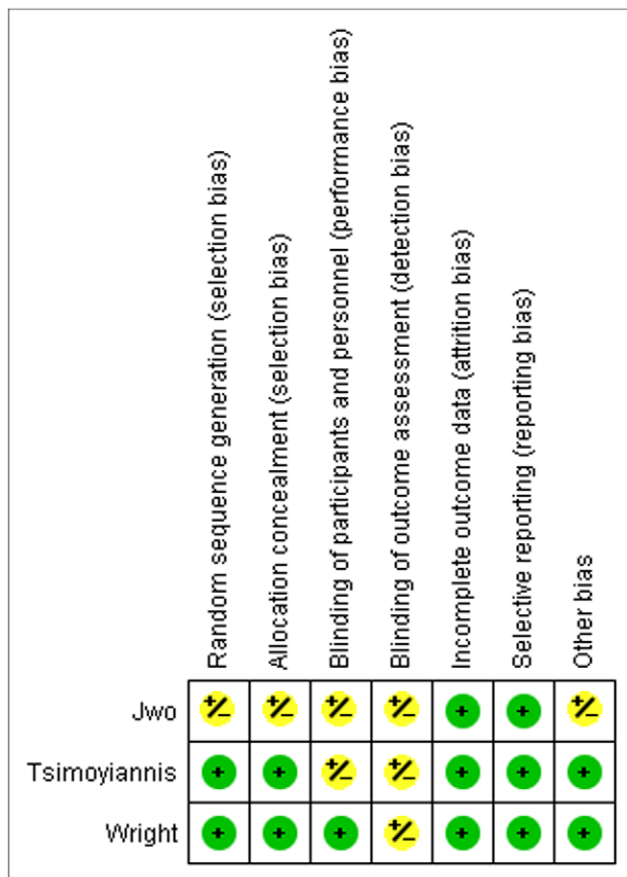 Random sequence generation (selection bias)
Allocation concealment (selection bias)
Blinding of participants and personnel (performance bias)
Blinding of outcome assessment (detection bias)
Incomplete outcome data (attrition bias)
Selective reporting (reporting bias)
Other bias
Jwo +/- +/- +/- +/- + + +/-
Tsimoyiannis + + +/- +/- + + +
Wright + + + +/- + + +